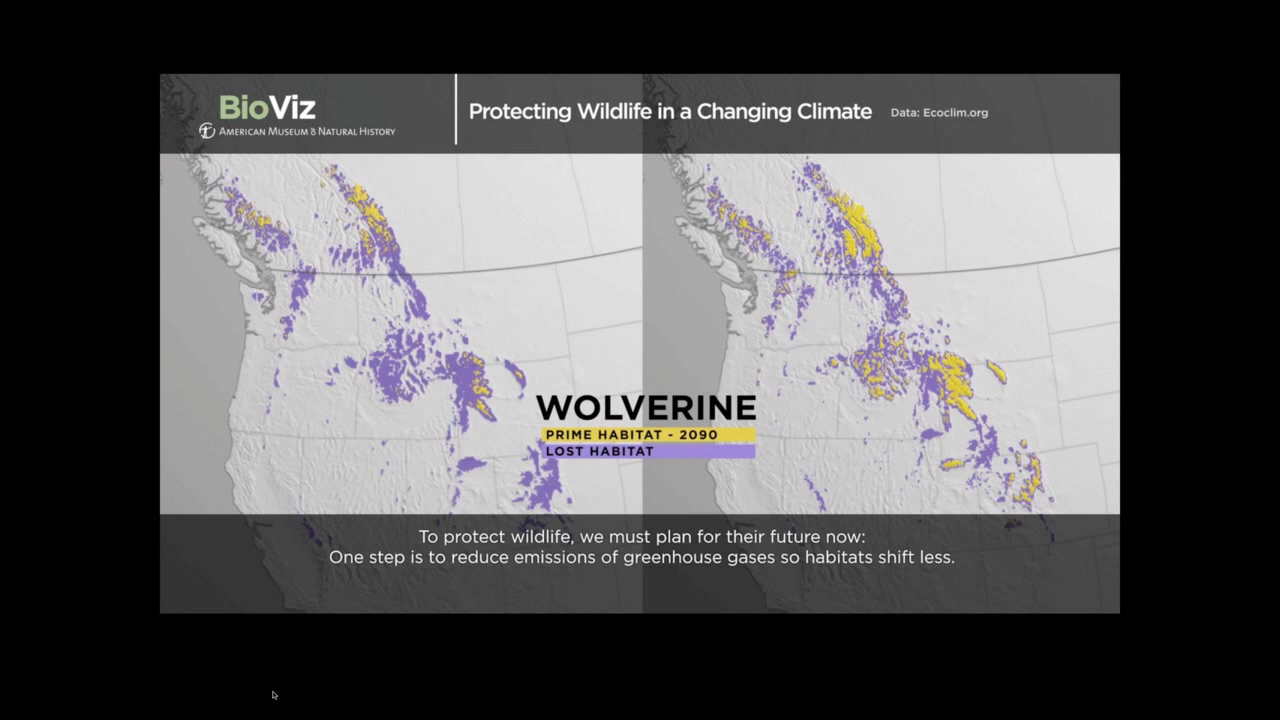 BioViz
AMERICAN MUSEUM & NATURAL HISTORY
Protecting Wildlife in a Changing Climate
Data: Ecoclim.org
WOLVERINE
PRIME HABITAT - 2090
LOST HABITAT
To protect wildlife, we must plan for their future now:
One step is to reduce emissions of greenhouse gases so habitats shift less.